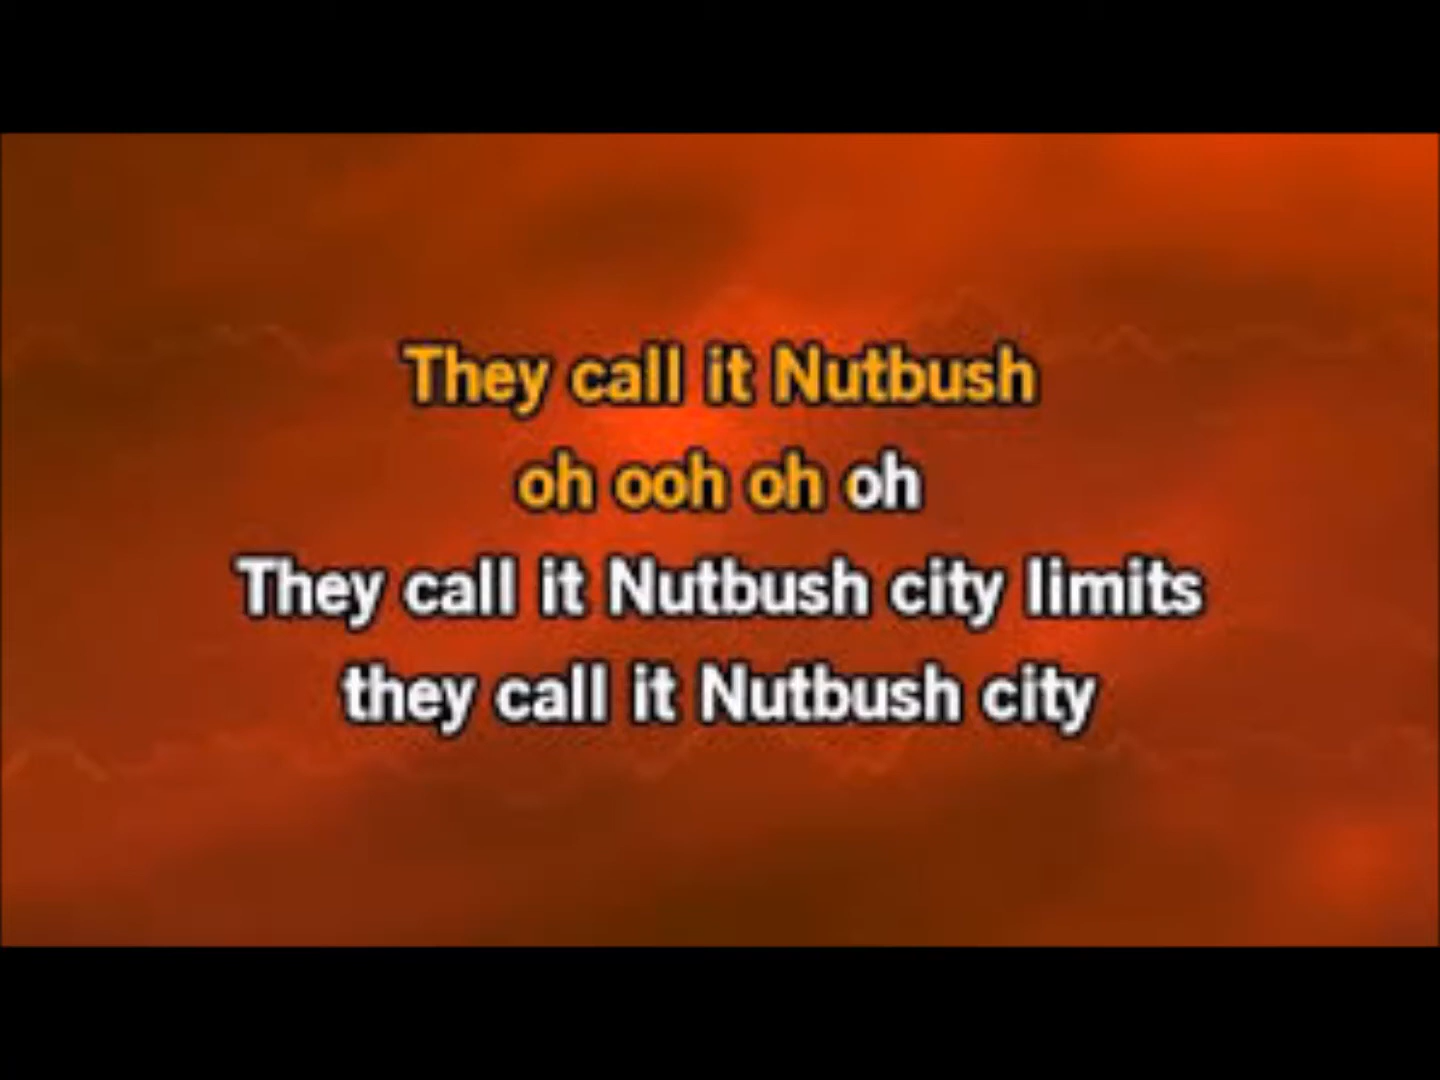 They call it Nutbush
oh ooh oh oh
They call it Nutbush city limits
they call it Nutbush city